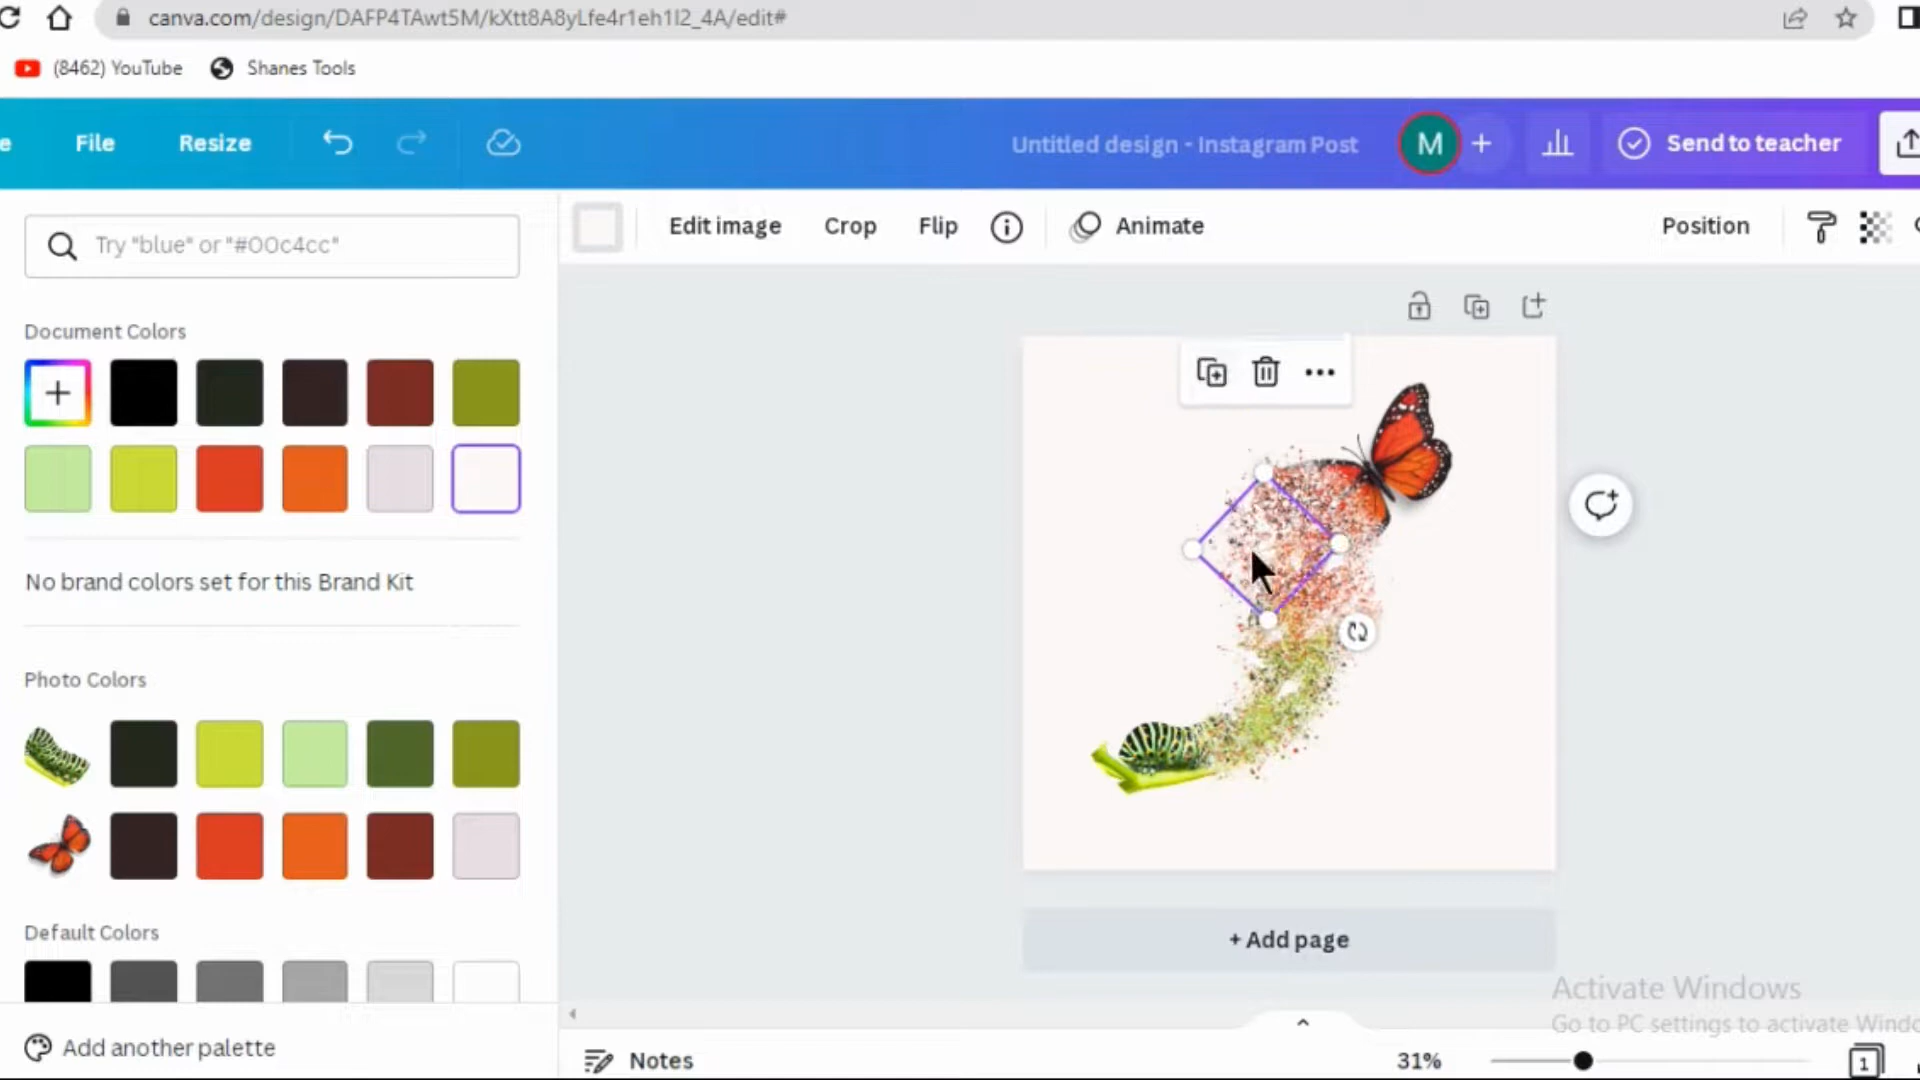 canva.com/design/DAFP4TAwt5M/kXtt8A8yLfe4r1eh1I2_4A/edit#
(8462) YouTube
Shanes Tools
File
Resize
Untitled design - Instagram Post
M
+
Send to teacher
Try "blue" or "#00c4cc"
Edit image
Crop
Flip
Animate
Position
Document Colors
No brand colors set for this Brand Kit
Photo Colors
Default Colors
+ Add page
Activate Windows
Go to PC settings to activate
Add another palette
Notes
31%
1